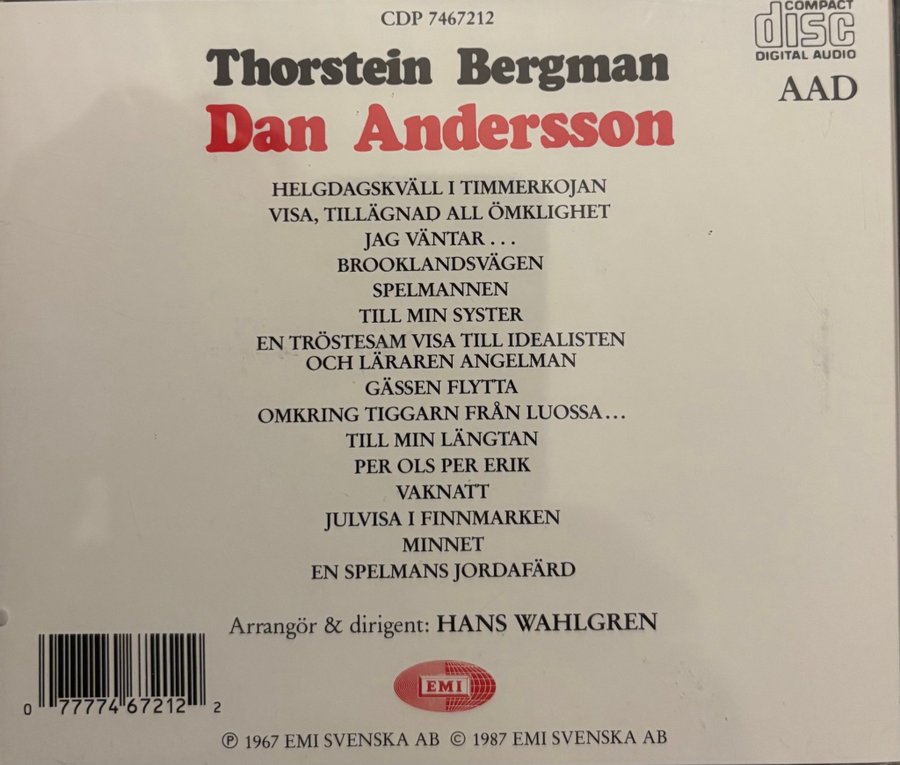 CDP 7467212
COMPACT
disc
DIGITAL AUDIO
AAD
Thorstein Bergman
Dan Andersson
HELGDAGSKVÄLL I TIMMERKOJAN
VISA, TILLÄGNAD ALL ÖMKLIGHET
JAG VÄNTAR...
BROOKLANDSVÄGEN
SPELMANNEN
TILL MIN SYSTER
EN TRÖSTESAM VISA TILL IDEALISTEN
OCH LÄRAREN ANGELMAN
GÄSSEN FLYTTA
OMKRING TIGGARN FRÅN LUOSSA...
TILL MIN LÄNGTAN
PER OLS PER ERIK
VAKNATT
JULVISA I FINNMARKEN
MINNET
EN SPELMANS JORDAFÄRD
Arrangör & dirigent: HANS WAHLGREN
0 77774 67212 2
EMI
℗ 1967 EMI SVENSKA AB © 1987 EMI SVENSKA AB